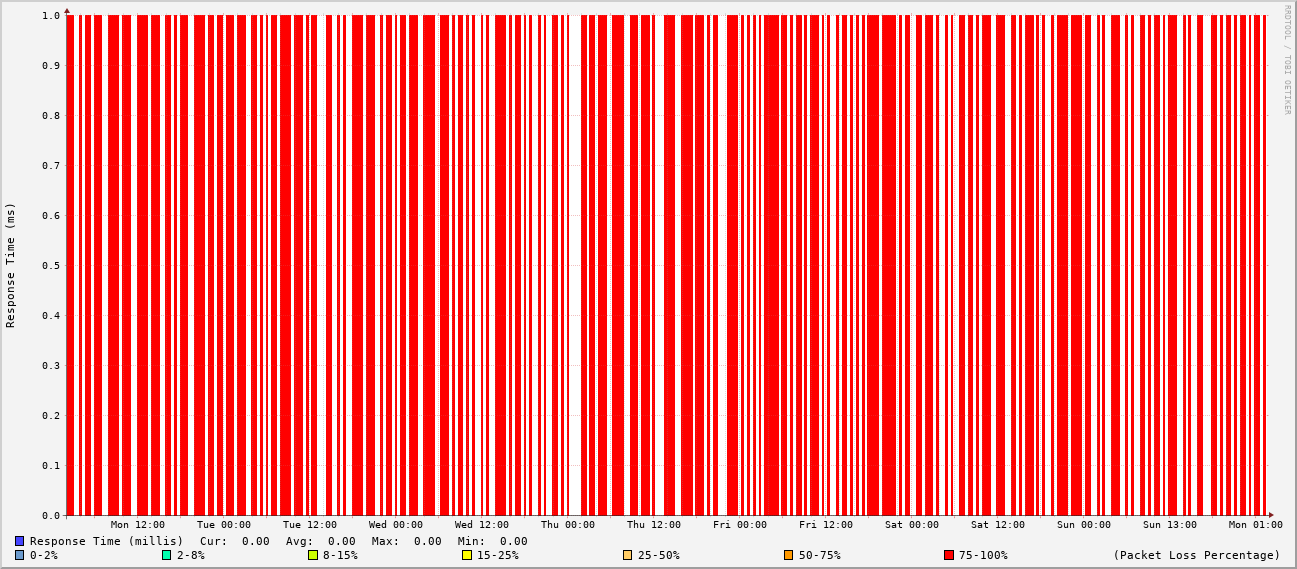 RRDTOOL / TOBI OETIKER
1.0
0.9
0.8
0.7
0.6
0.5
0.4
0.3
0.2
0.1
0.0
Response Time (ms)
Mon 12:00 Tue 00:00 Tue 12:00 Wed 00:00 Wed 12:00 Thu 00:00 Thu 12:00 Fri 00:00 Fri 12:00 Sat 00:00 Sat 12:00 Sun 00:00 Sun 13:00 Mon 01:00
Response Time (millis) Cur: 0.00 Avg: 0.00 Max: 0.00 Min: 0.00
0-2% 2-8% 8-15% 15-25% 25-50% 50-75% 75-100% (Packet Loss Percentage)